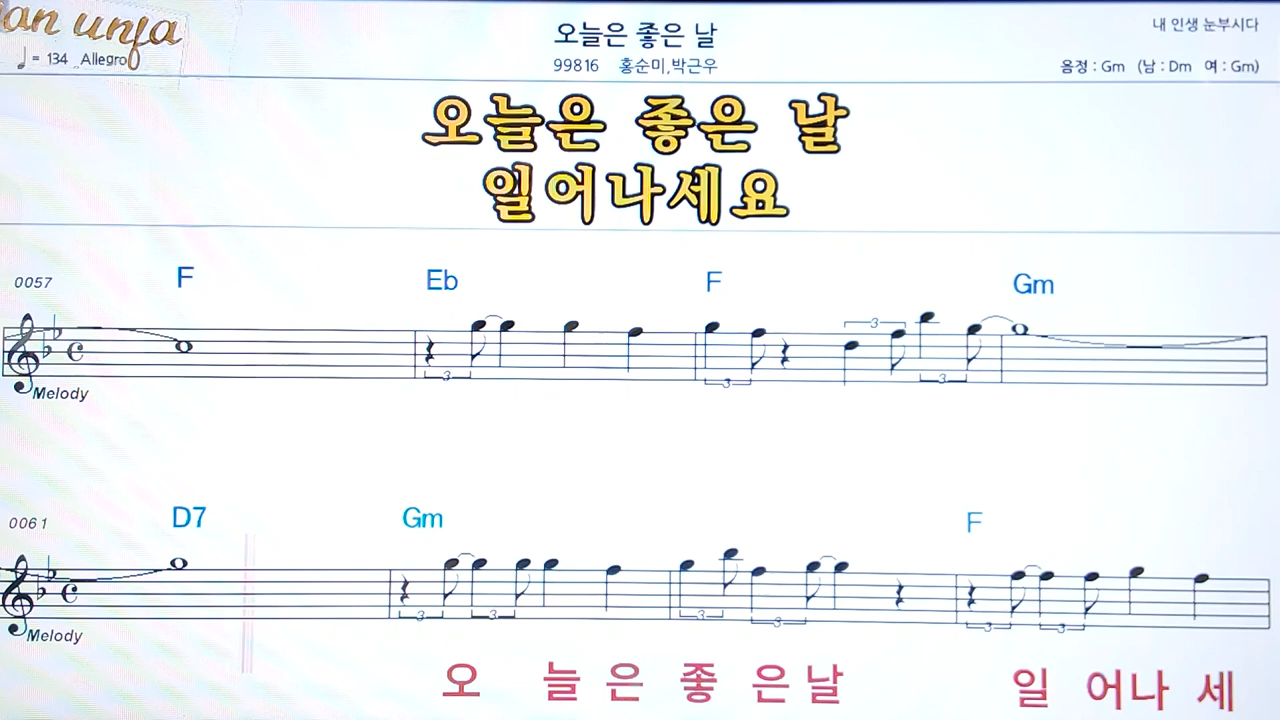 an unja
♩ = 134 Allegro
오늘은 좋은 날
99816 홍순미,박근우
내 인생 눈부시다
음정 : Gm (남 : Dm 여 : Gm)
오늘은 좋은 날
일어나세요
0057 F Eb F Gm
3 3 3 3
Melody
0061 D7 Gm F
3 3 3 3 3 3
Melody
오 늘 은 좋 은 날 일 어 나 세